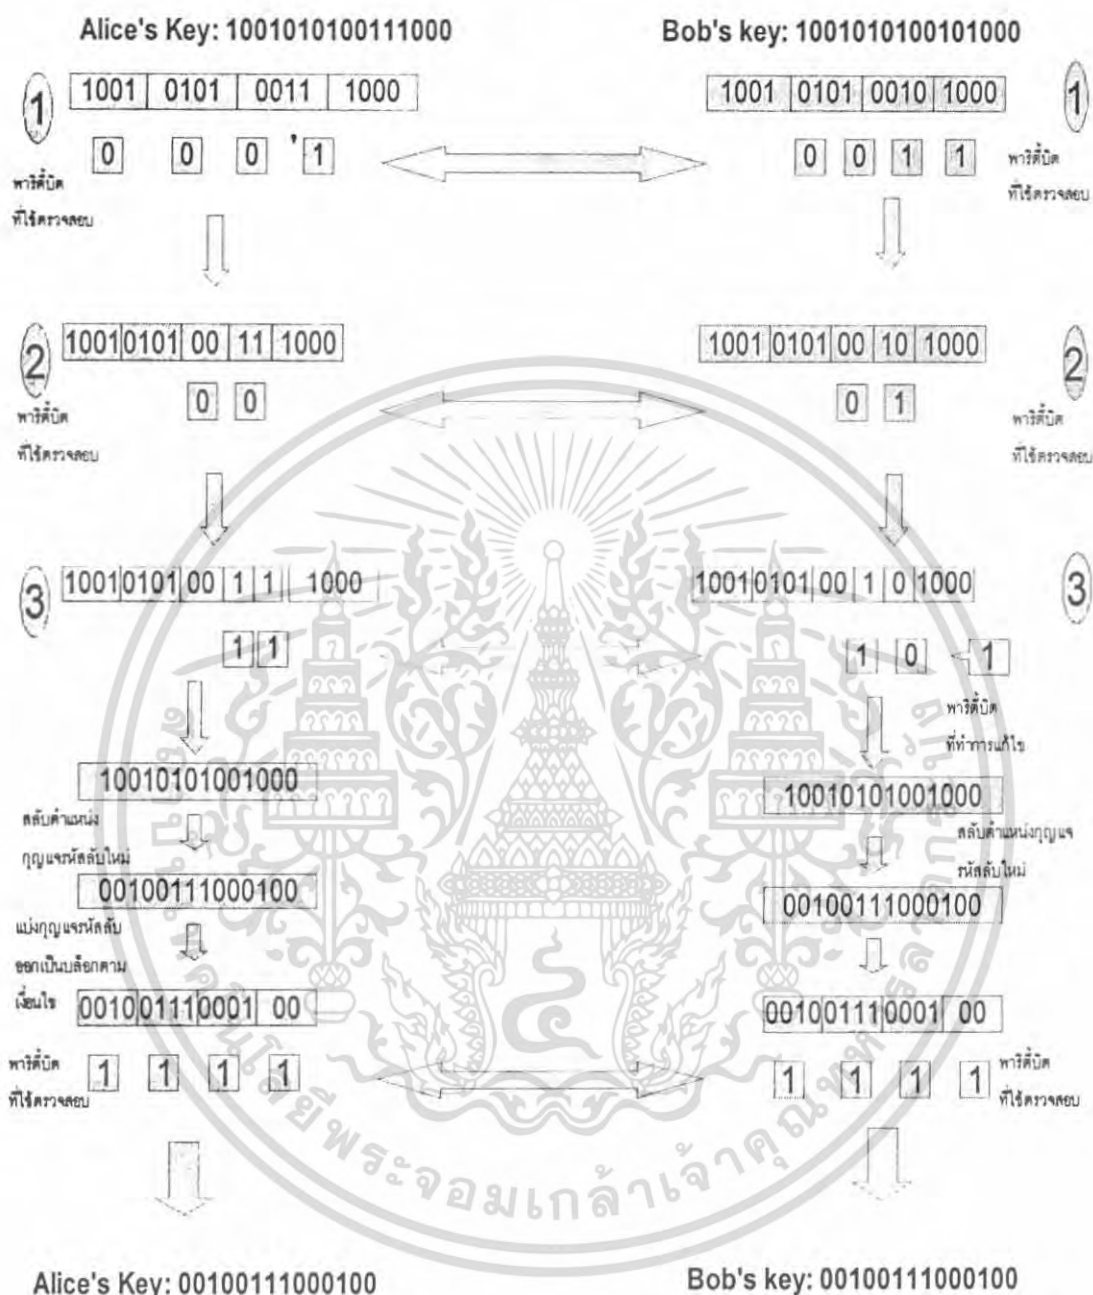 Alice's Key: 1001010100111000
Bob's key: 1001010100101000
1
1001 0101 0011 1000
1001 0101 0010 1000
1
0 0 0 1
0 0 1 1
พาริตี้บิต
ที่ใช้ตรวจสอบ
พาริตี้บิต
ที่ใช้ตรวจสอบ
2
1001 0101 00 11 1000
1001 0101 00 10 1000
2
0 0
0 1
พาริตี้บิต
ที่ใช้ตรวจสอบ
พาริตี้บิต
ที่ใช้ตรวจสอบ
3
1001 0101 00 1 1 1000
1001 0101 00 1 0 1000
3
1 1
1 0 1
พาริตี้บิต
ที่ทำการแก้ไข
10010101001000
10010101001000
สลับตำแหน่ง
กุญแจรหัสลับใหม่
สลับตำแหน่งกุญแจ
รหัสลับใหม่
00100111000100
00100111000100
แบ่งกุญแจรหัสลับ
ออกเป็นบล็อกตาม
เงื่อนไข
0010 0111 0001 00
0010 0111 0001 00
พาริตี้บิต
ที่ใช้ตรวจสอบ
1 1 1 1
1 1 1 1
พาริตี้บิต
ที่ใช้ตรวจสอบ
Alice's Key: 00100111000100
Bob's key: 00100111000100